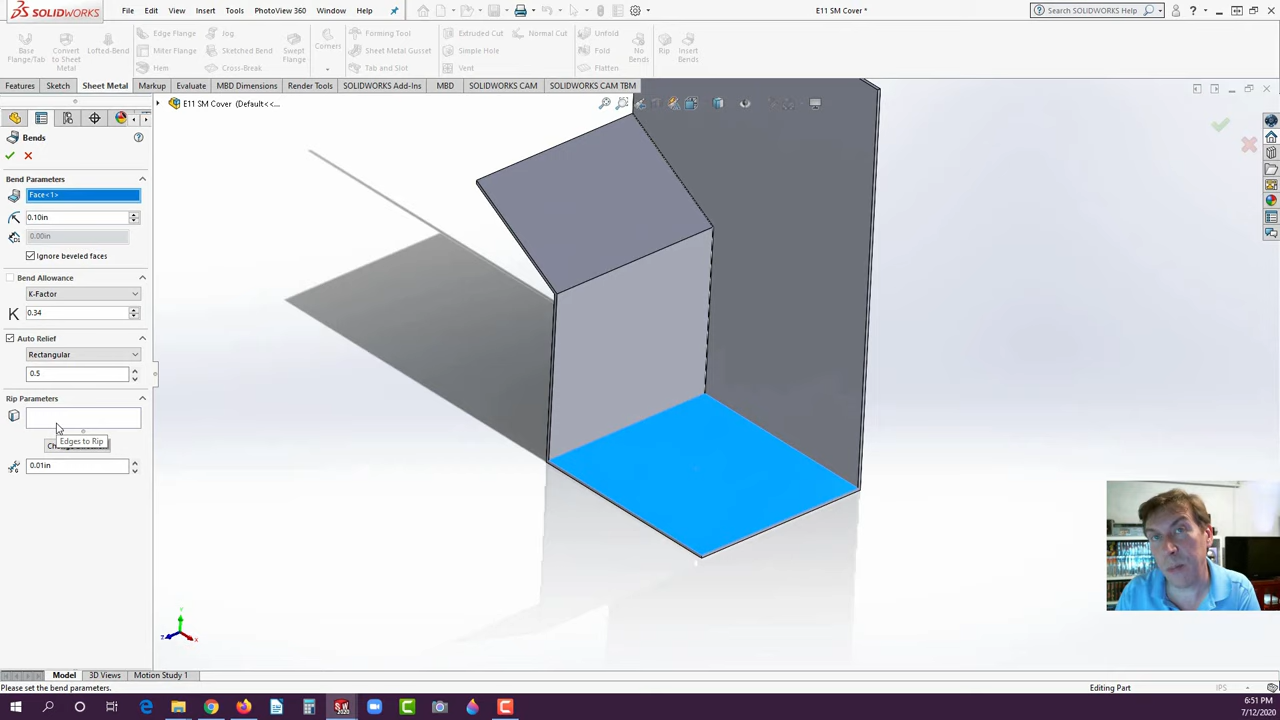 SOLIDWORKS
File Edit View Insert Tools PhotoView 360 Window Help
E11 SM Cover *
Search SOLIDWORKS Help
Base Flange/Tab
Convert to Sheet Metal
Lofted-Bend
Edge Flange
Miter Flange
Hem
Jog
Sketched Bend
Cross-Break
Swept Flange
Corners
Forming Tool
Sheet Metal Gusset
Tab and Slot
Extruded Cut
Simple Hole
Vent
Normal Cut
Unfold
Fold
Flatten
No Bends
Rip
Insert Bends
Features Sketch Sheet Metal Markup Evaluate MBD Dimensions Render Tools SOLIDWORKS Add-Ins MBD SOLIDWORKS CAM SOLIDWORKS CAM TBM
E11 SM Cover (Default<<...
Bends
Bend Parameters
Face<1>
0.10in
0.00in
Ignore beveled faces
Bend Allowance
K-Factor
K
0.34
Auto Relief
Rectangular
0.5
Rip Parameters
Edges to Rip
0.01in
Y
Z
X
Model 3D Views Motion Study 1
Please set the bend parameters.
Editing Part
IPS
6:51 PM
7/12/2020